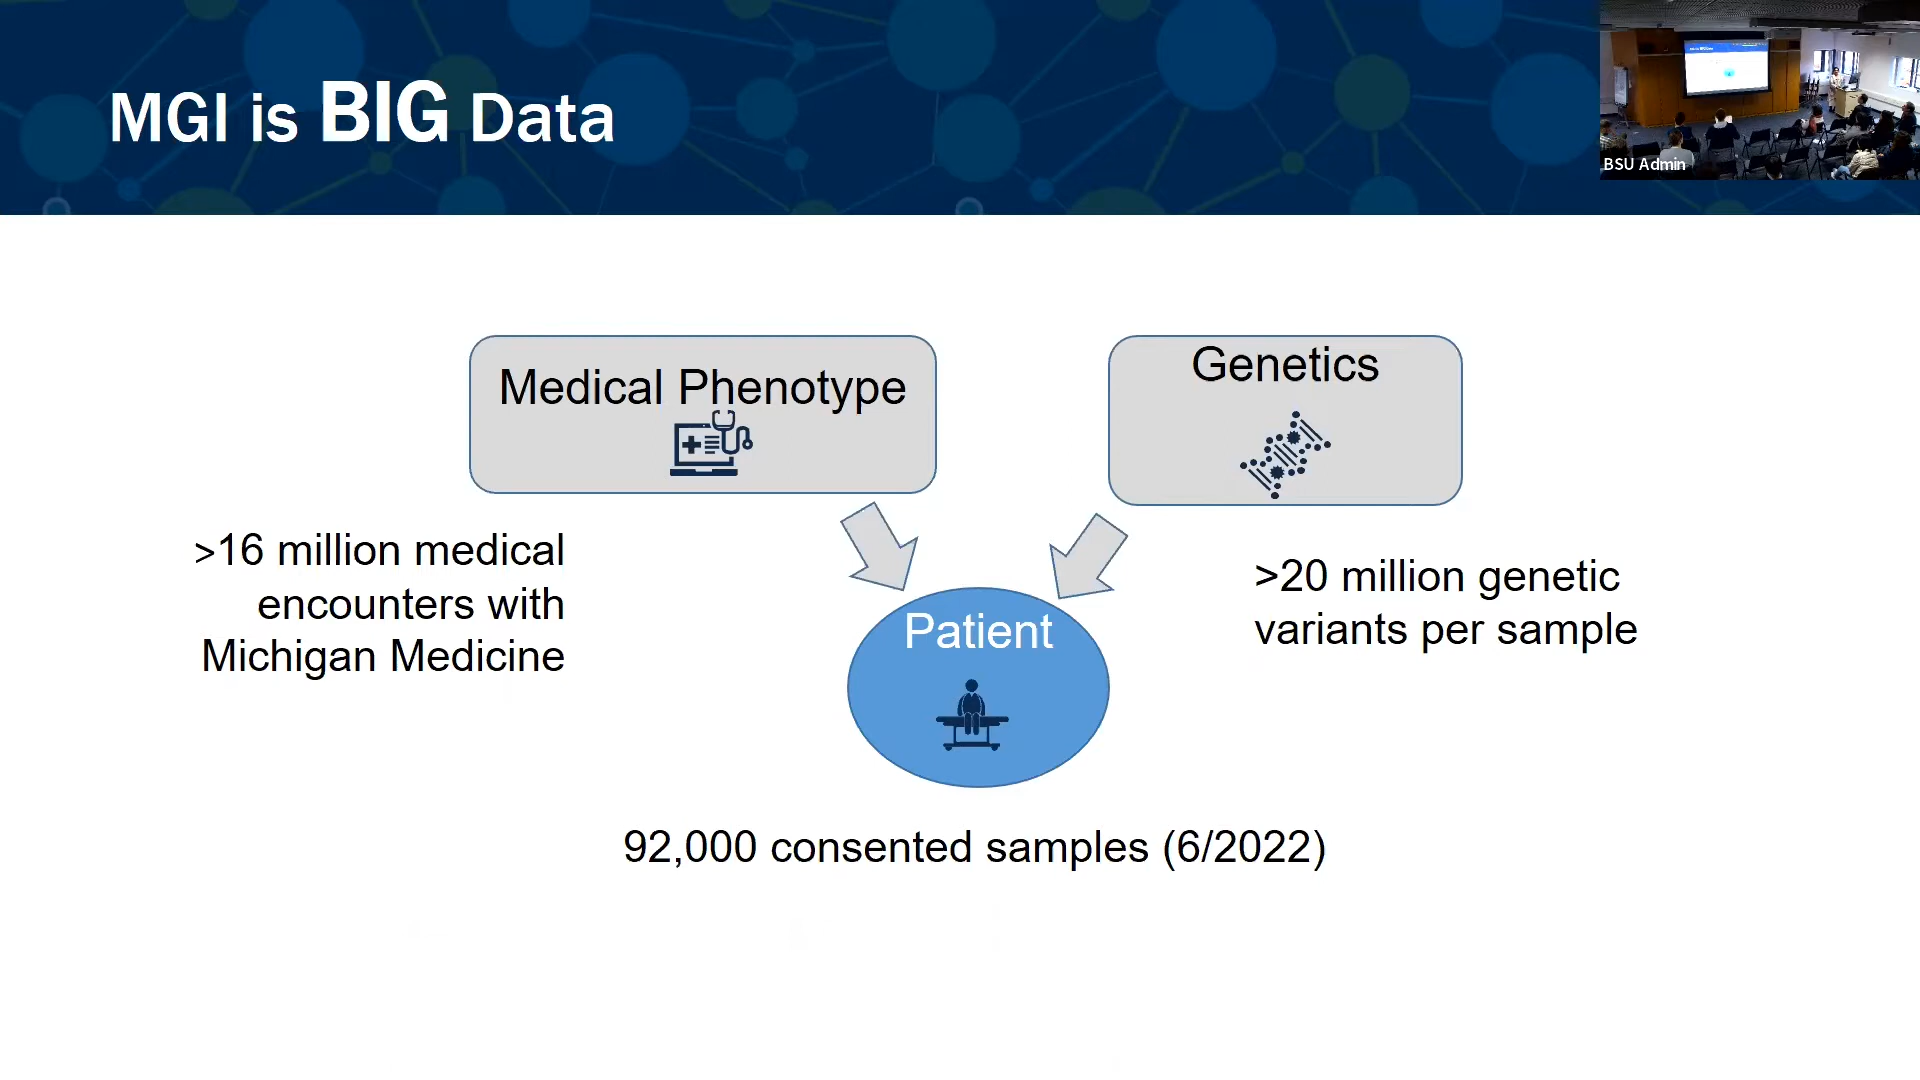 MGI is BIG Data
BSU Admin
Medical Phenotype
Genetics
>16 million medical
encounters with
Michigan Medicine
>20 million genetic
variants per sample
Patient
92,000 consented samples (6/2022)